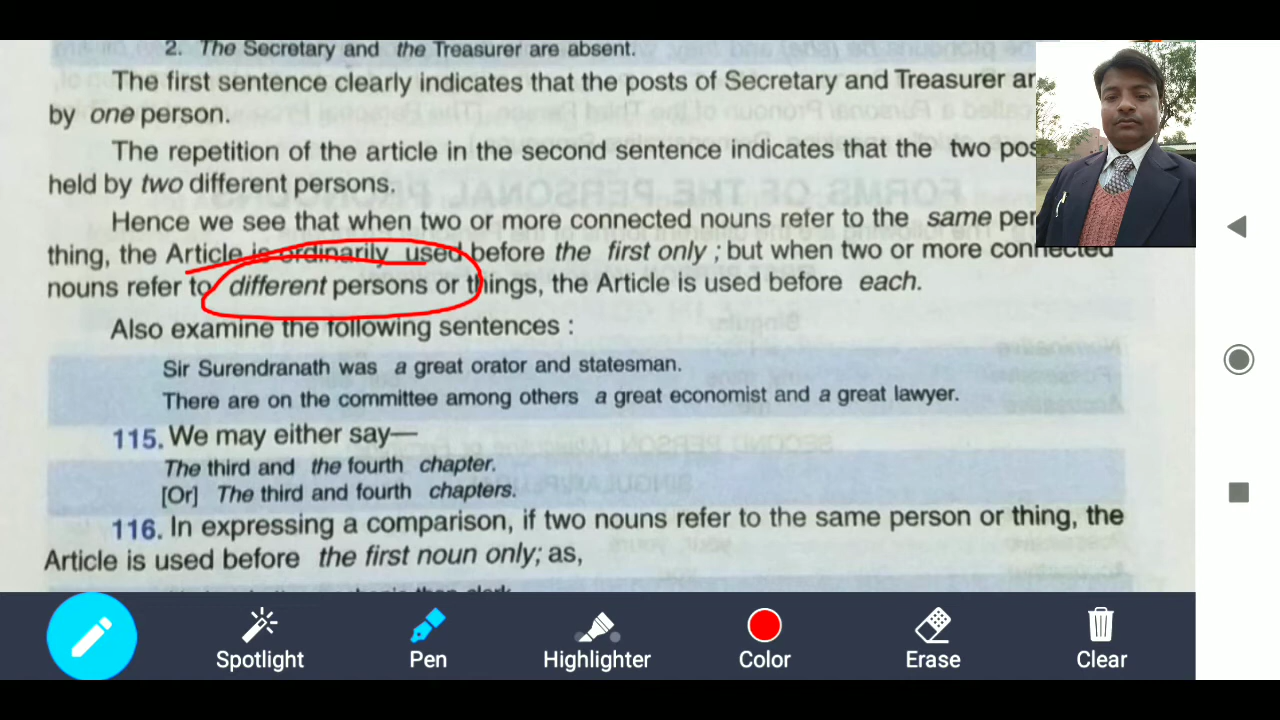 2. The Secretary and the Treasurer are absent.
The first sentence clearly indicates that the posts of Secretary and Treasurer
by one person.
The repetition of the article in the second sentence indicates that the two
held by two different persons.
Hence we see that when two or more connected nouns refer to the same
thing, the Article is ordinarily used before the first only ; but when two or more connected
nouns refer to different persons or things, the Article is used before each.
Also examine the following sentences :
Sir Surendranath was a great orator and statesman.
There are on the committee among others a great economist and a great lawyer.
115. We may either say—
The third and the fourth chapter.
[Or] The third and fourth chapters.
116. In expressing a comparison, if two nouns refer to the same person or thing, the
Article is used before the first noun only; as,
Spotlight Pen Highlighter Color Erase Clear